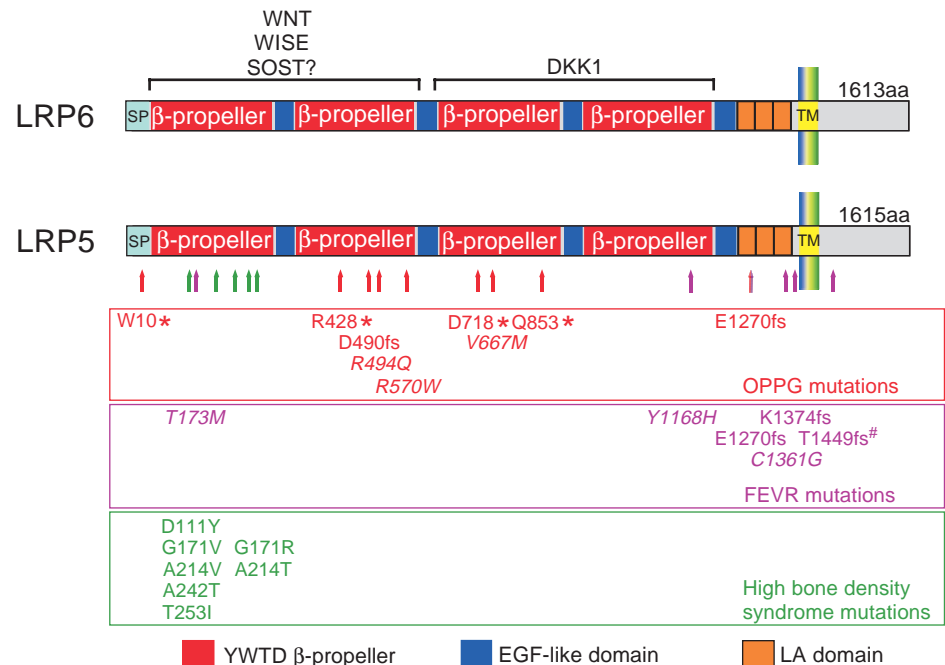 WNT
WISE
SOST?
DKK1
1613aa
LRP6
SP β-propeller β-propeller β-propeller β-propeller TM
1615aa
LRP5
SP β-propeller β-propeller β-propeller β-propeller TM
W10* R428* D718* Q853* E1270fs
D490fs V667M
R494Q
R570W OPPG mutations
T173M Y1168H K1374fs
E1270fs T1449fs#
C1361G
FEVR mutations
D111Y
G171V G171R
A214V A214T
A242T High bone density
T253I syndrome mutations
YWTD β-propeller EGF-like domain LA domain